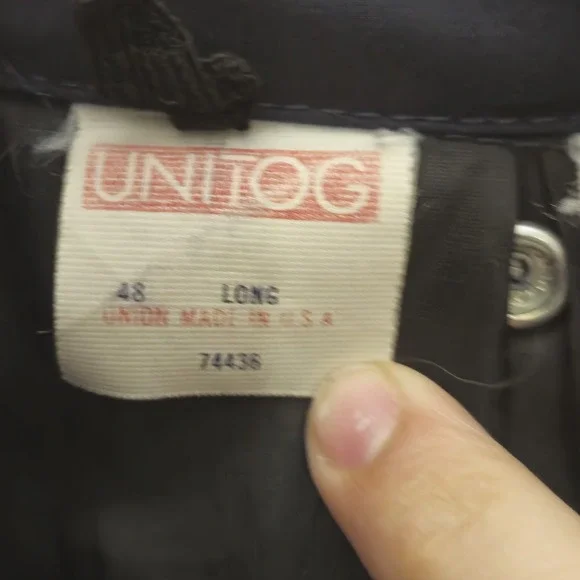 UNITOG
48 LONG
UNION MADE IN U.S.A
74436